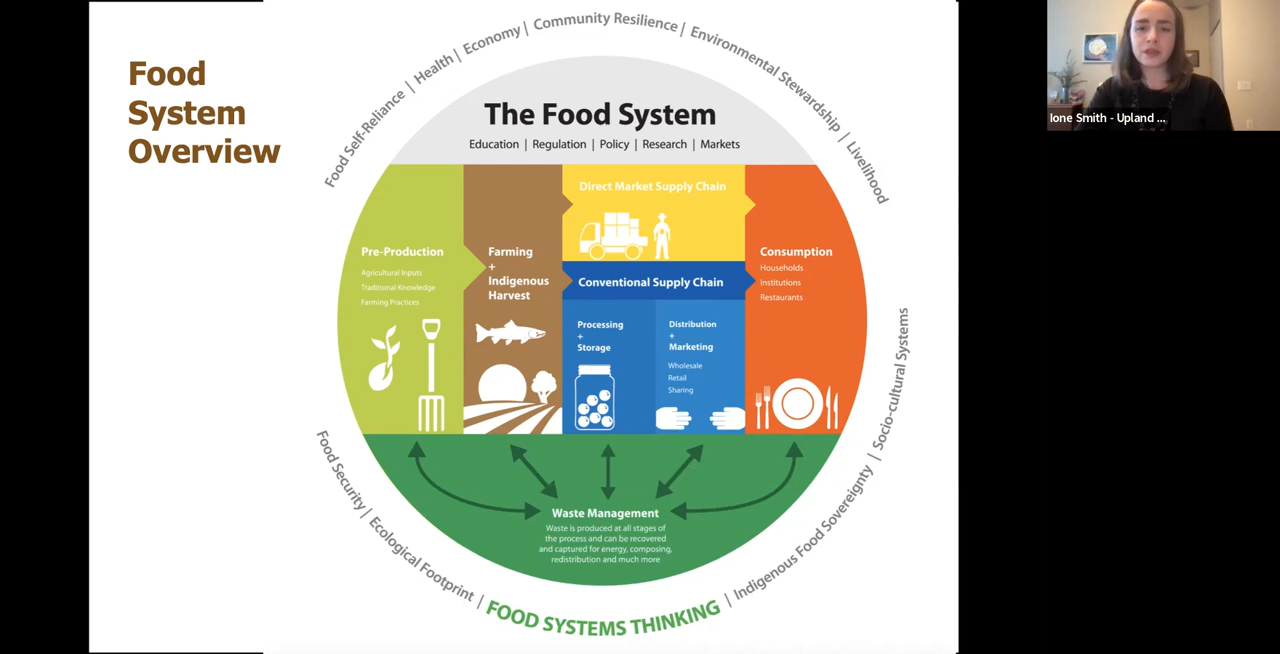 Food
System
Overview
Food Self-Reliance | Health | Economy | Community Resilience | Environmental Stewardship | Livelihood
The Food System
Education | Regulation | Policy | Research | Markets
Pre-Production
Agricultural Inputs
Traditional Knowledge
Farming Practices
Farming
+
Indigenous
Harvest
Direct Market Supply Chain
Conventional Supply Chain
Processing
+
Storage
Distribution
+
Marketing
Wholesale
Retail
Sharing
Consumption
Households
Institutions
Restaurants
Waste Management
Waste is produced at all stages of
the process and can be recovered
and captured for energy, composing,
redistribution and much more
Food Security | Ecological Footprint | FOOD SYSTEMS THINKING | Indigenous Food Sovereignty | Socio-cultural Systems
Ione Smith - Upland ...